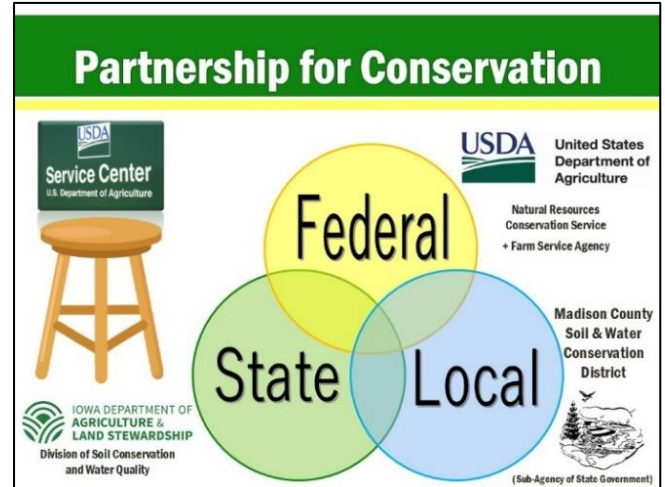 Partnership for Conservation
USDA
Service Center
U.S. Department of Agriculture
USDA
United States
Department of
Agriculture
Natural Resources
Conservation Service
+ Farm Service Agency
Federal
State
Local
Madison County
Soil & Water
Conservation
District
IOWA DEPARTMENT OF
AGRICULTURE &
LAND STEWARDSHIP
Division of Soil Conservation
and Water Quality
(Sub-Agency of State Government)